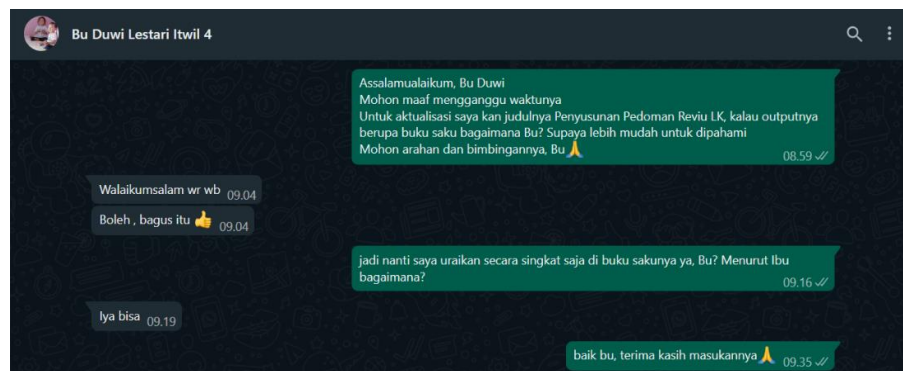 Bu Duwi Lestari Itwil 4
Assalamualaikum, Bu Duwi
Mohon maaf mengganggu waktunya
Untuk aktualisasi saya kan judulnya Penyusunan Pedoman Reviu LK, kalau outputnya
berupa buku saku bagaimana Bu? Supaya lebih mudah untuk dipahami
Mohon arahan dan bimbingannya, Bu🙏
08.59
Walaikumsalam wr wb 09.04
Boleh , bagus itu 👍 09.04
jadi nanti saya uraikan secara singkat saja di buku sakunya ya, Bu? Menurut Ibu
bagaimana?
09.16
Iya bisa 09.19
baik bu, terima kasih masukannya🙏 09.35